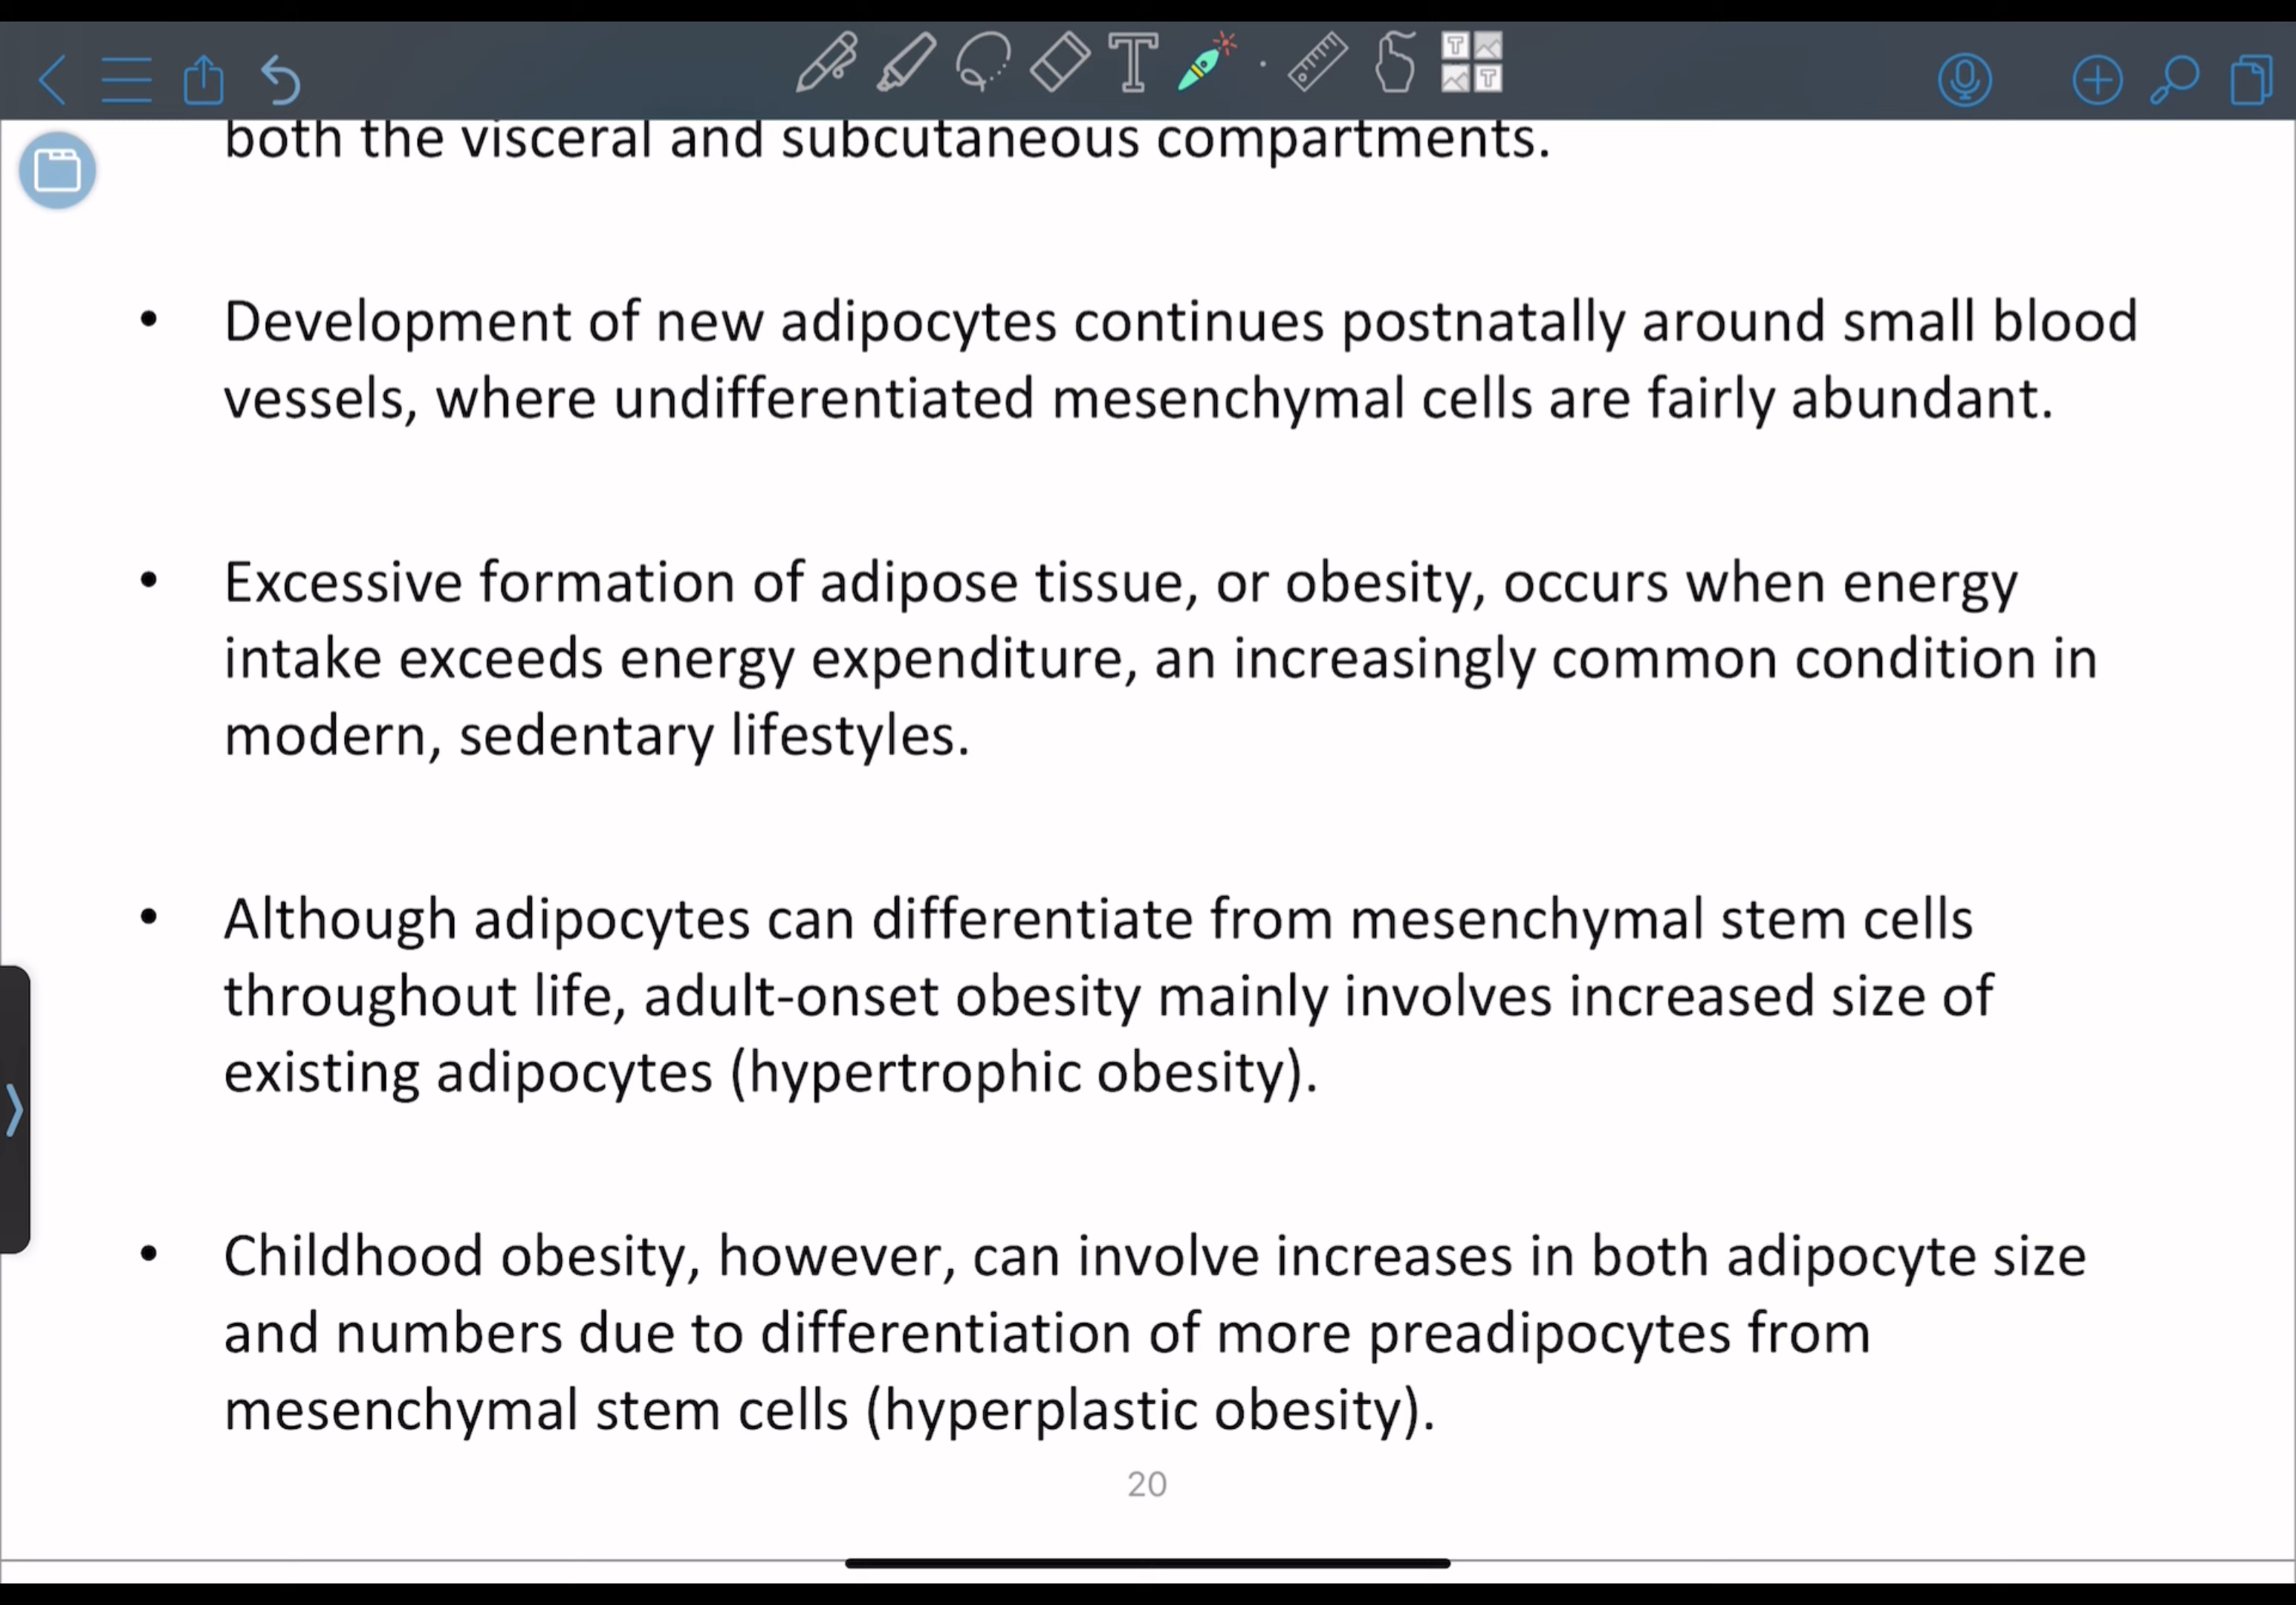 both the visceral and subcutaneous compartments.
• Development of new adipocytes continues postnatally around small blood
vessels, where undifferentiated mesenchymal cells are fairly abundant.
• Excessive formation of adipose tissue, or obesity, occurs when energy
intake exceeds energy expenditure, an increasingly common condition in
modern, sedentary lifestyles.
• Although adipocytes can differentiate from mesenchymal stem cells
throughout life, adult-onset obesity mainly involves increased size of
existing adipocytes (hypertrophic obesity).
• Childhood obesity, however, can involve increases in both adipocyte size
and numbers due to differentiation of more preadipocytes from
mesenchymal stem cells (hyperplastic obesity).
20